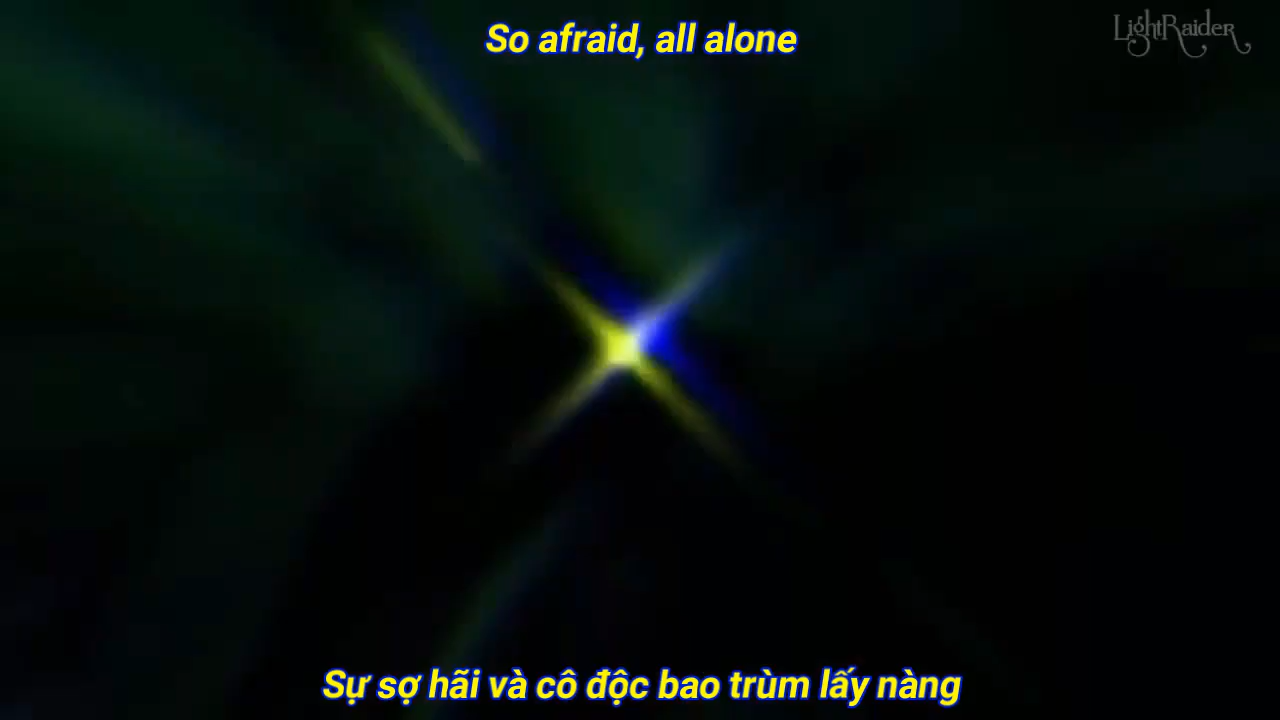 So afraid, all alone
LightRaider
Sự sợ hãi và cô độc bao trùm lấy nàng